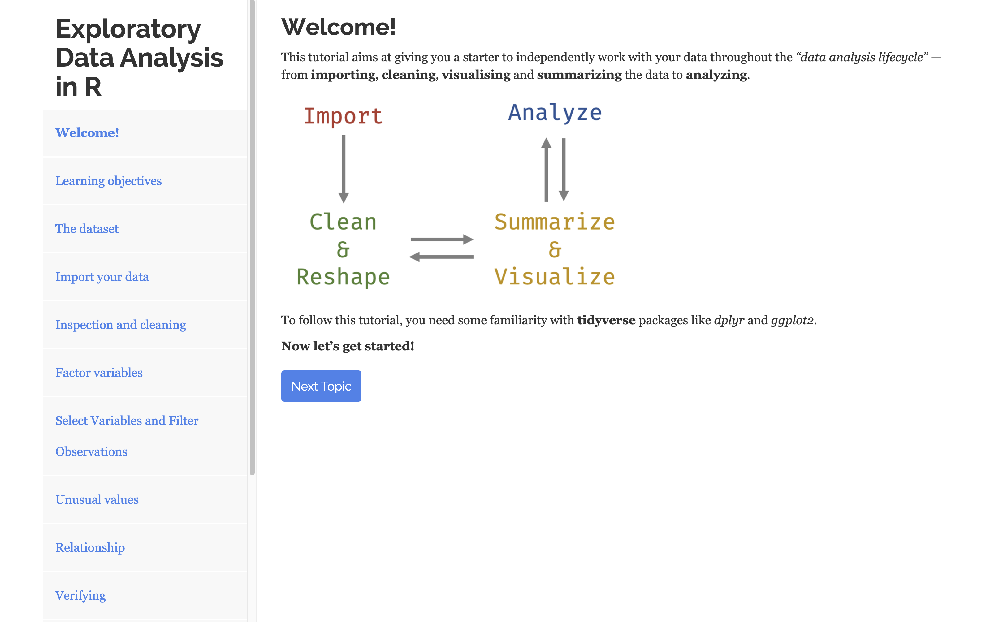 Exploratory
Data Analysis
in R
Welcome!
Learning objectives
The dataset
Import your data
Inspection and cleaning
Factor variables
Select Variables and Filter
Observations
Unusual values
Relationship
Verifying
Welcome!
This tutorial aims at giving you a starter to independently work with your data throughout the “data analysis lifecycle” —
from importing, cleaning, visualising and summarizing the data to analyzing.
Import
Analyze
Clean
&
Reshape
Summarize
&
Visualize
To follow this tutorial, you need some familiarity with tidyverse packages like dplyr and ggplot2.
Now let’s get started!
Next Topic